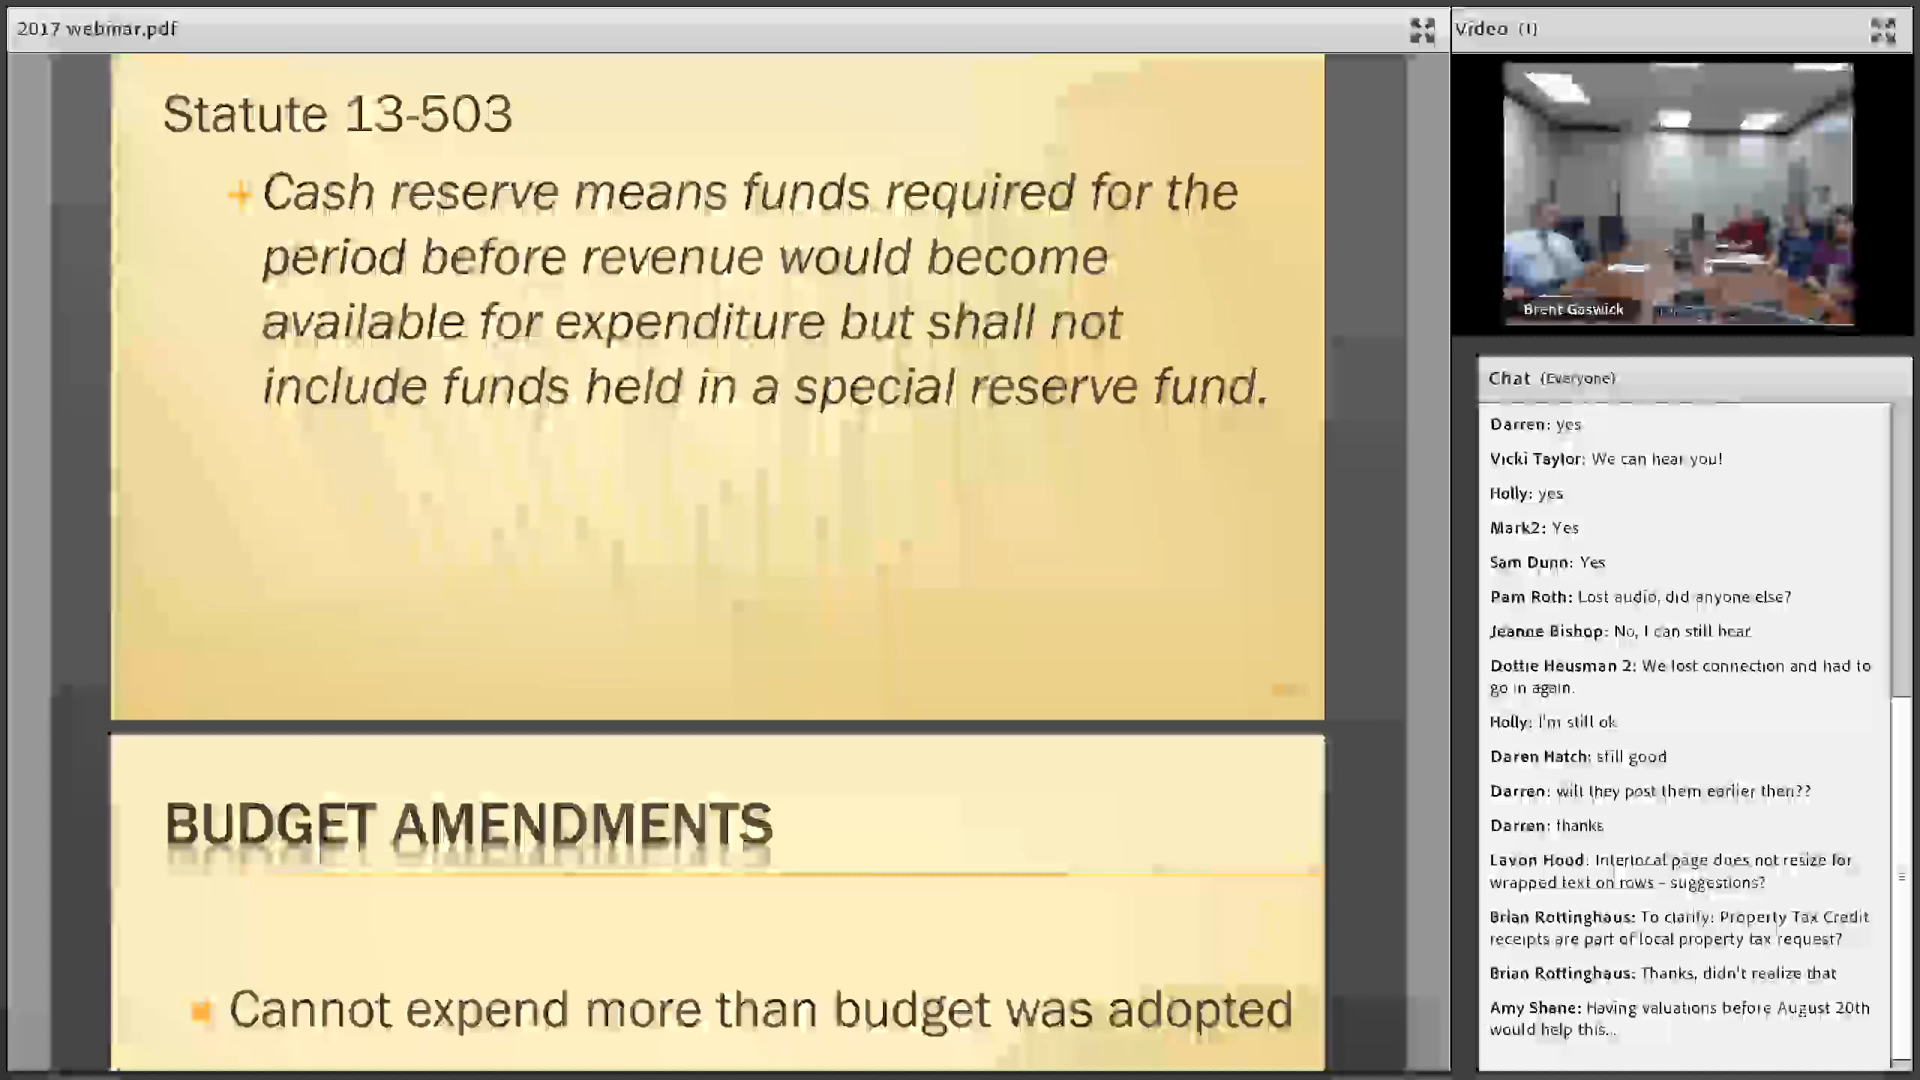 2017 webinar.pdf
Statute 13-503
Cash reserve means funds required for the
period before revenue would become
available for expenditure but shall not
include funds held in a special reserve fund.
BUDGET AMENDMENTS
Cannot expend more than budget was adopted
Video (1)
Brent Gaswick
Chat (Everyone)
Darren: yes
Vicki Taylor: We can hear you!
Holly: yes
Mark2: Yes
Sam Dunn: Yes
Pam Roth: Lost audio, did anyone else?
Jeanne Bishop: No, I can still hear
Dottie Heusman 2: We lost connection and had to
go in again.
Holly: I'm still ok
Daren Hatch: still good
Darren: will they post them earlier then??
Darren: thanks
Lavon Hood: Interlocal page does not resize for
wrapped text on rows - suggestions?
Brian Rottinghaus: To clarify: Property Tax Credit
receipts are part of local property tax request?
Brian Rottinghaus: Thanks, didn't realize that
Amy Shane: Having valuations before August 20th
would help this...